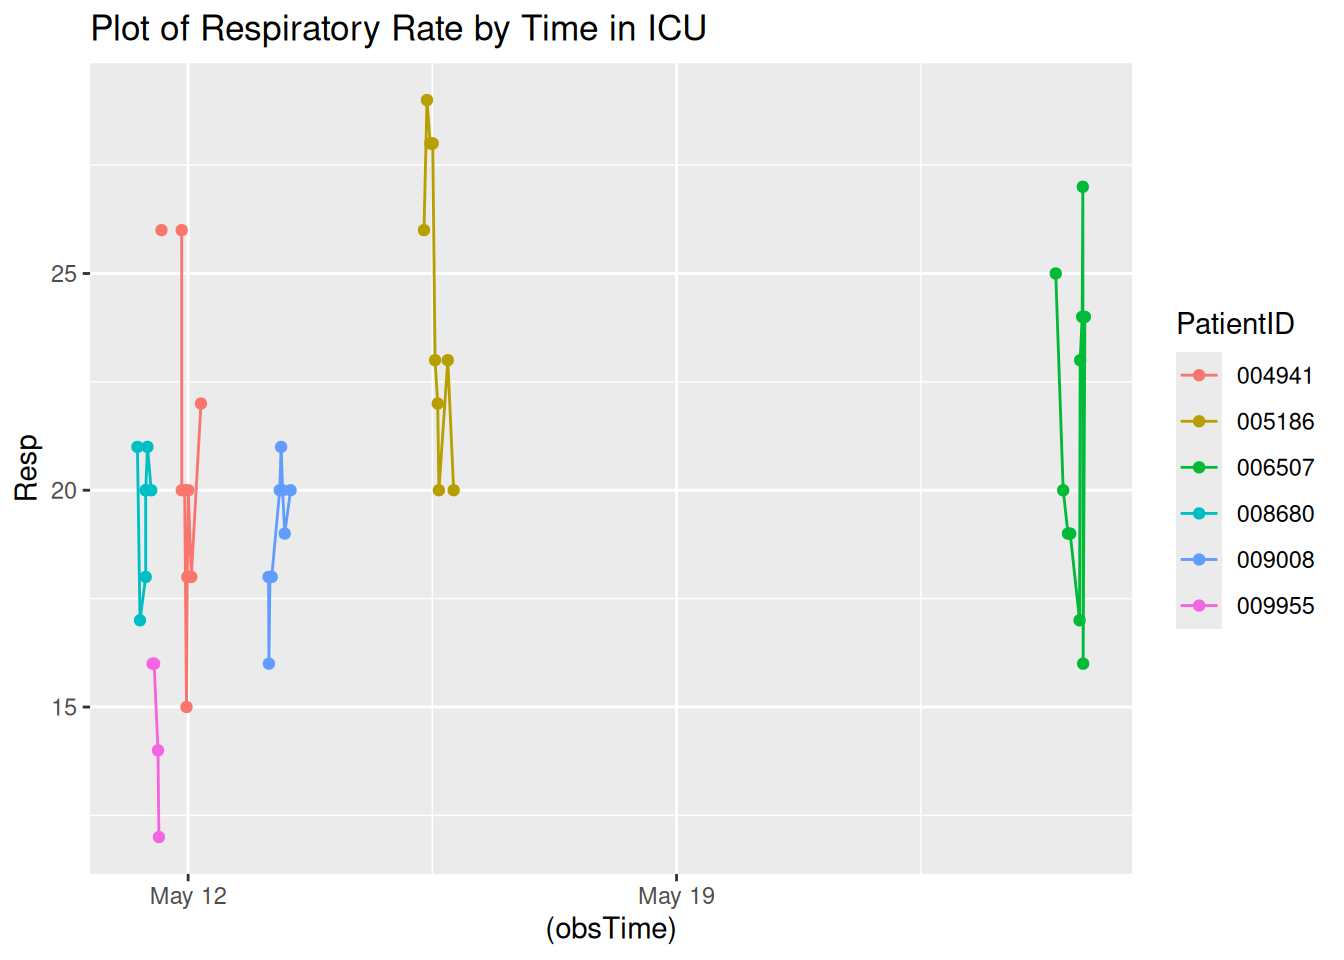 Plot of Respiratory Rate by Time in ICU
Resp
25
20
15
May 12
May 19
(obsTime)
PatientID
004941
005186
006507
008680
009008
009955